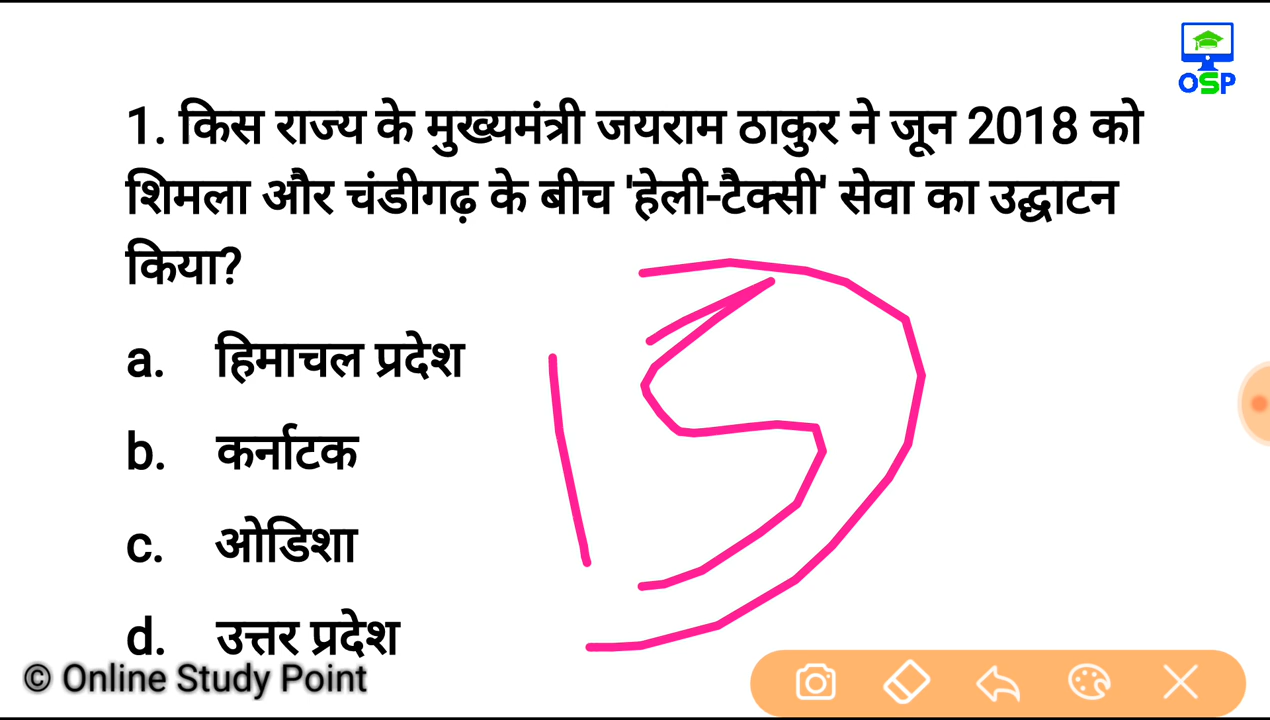 OSP
1. किस राज्य के मुख्यमंत्री जयराम ठाकुर ने जून 2018 को
शिमला और चंडीगढ़ के बीच 'हेली-टैक्सी' सेवा का उद्घाटन
किया?
a. हिमाचल प्रदेश
b. कर्नाटक
c. ओडिशा
d. उत्तर प्रदेश
© Online Study Point